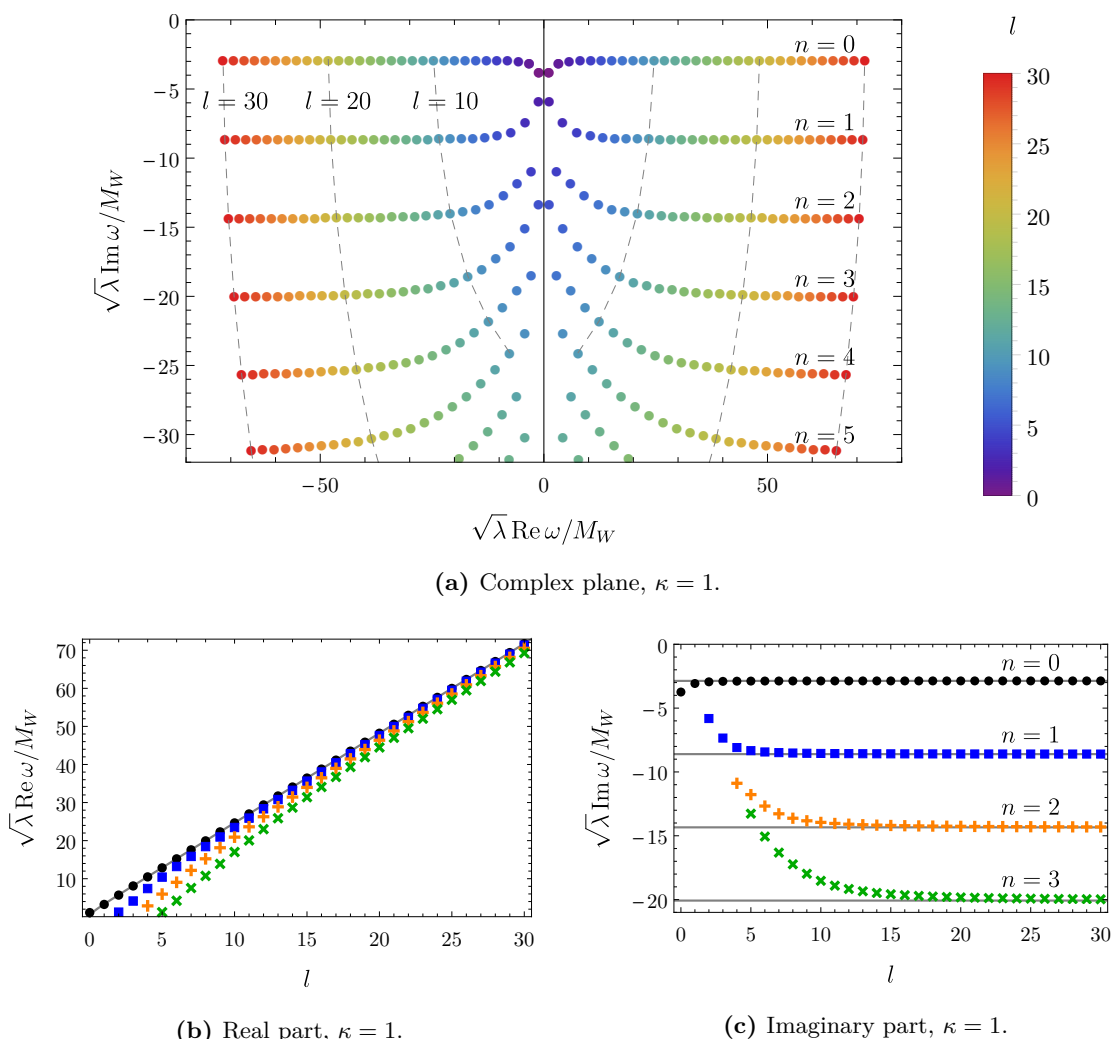 l
0
n = 0
30
−5
l = 30
l = 20
l = 10
25
n = 1
−10
20
n = 2
−15
√λ Im ω/M_W
15
n = 3
−20
10
n = 4
−25
5
n = 5
−30
0
−50
0
50
√λ Re ω/M_W
(a) Complex plane, κ = 1.
70
60
50
40
30
20
10
√λ Re ω/M_W
0
5
10
15
20
25
30
l
(b) Real part, κ = 1.
0
n = 0
−5
n = 1
−10
n = 2
−15
n = 3
−20
√λ Im ω/M_W
0
5
10
15
20
25
30
l
(c) Imaginary part, κ = 1.